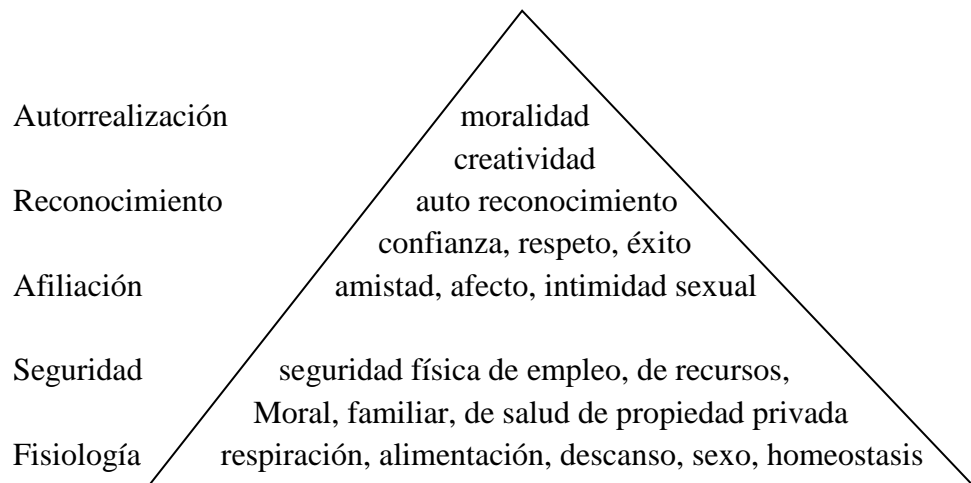 Autorrealización moralidad
creatividad
Reconocimiento auto reconocimiento
confianza, respeto, éxito
Afiliación amistad, afecto, intimidad sexual
Seguridad seguridad física de empleo, de recursos,
Moral, familiar, de salud de propiedad privada
Fisiología respiración, alimentación, descanso, sexo, homeostasis